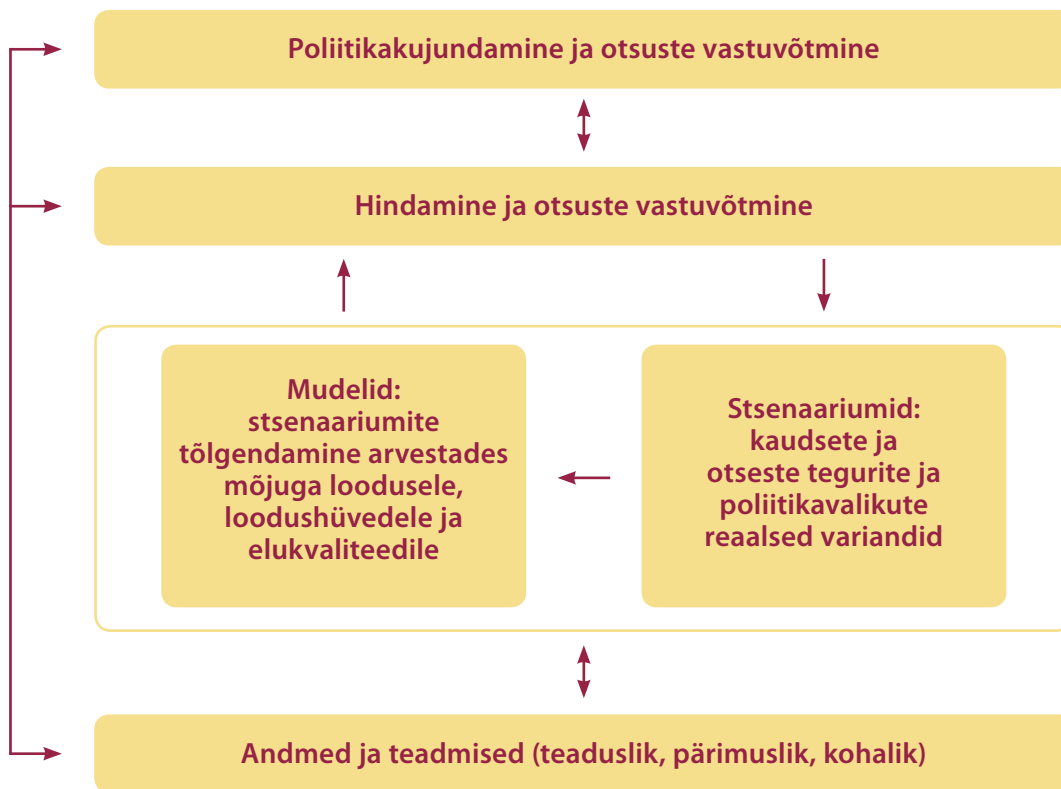 Poliitikakujundamine ja otsuste vastuvõtmine
Hindamine ja otsuste vastuvõtmine
Mudelid:
stsenaariumite
tõlgendamine arvestades
mõjuga loodusele,
loodushüvedele ja
elukvaliteedile
Stsenaariumid:
kaudsete ja
otseste tegurite ja
poliitikavalikute
reaalsed variandid
Andmed ja teadmised (teaduslik, pärimuslik, kohalik)